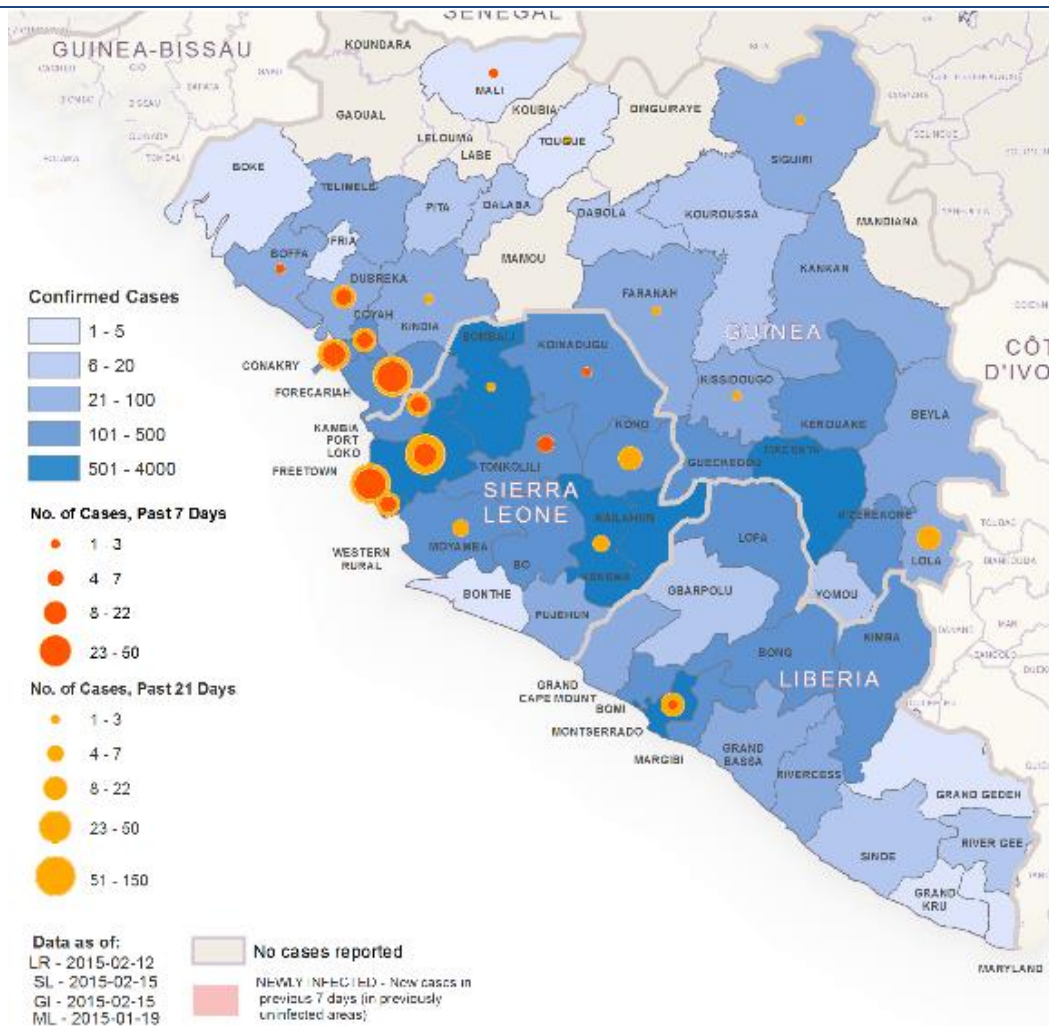 SENEGAL
GUINEA-BISSAU
KOUNDARA
MALI
KOUBIA
DINGUIRAYE
GAOUAL
LELOUMA
TOUGUE
LABE
SIGUIRI
BOKE
TELIMELE
PITA
DALABA
DABOLA
KOUROUSSA
MANDIANA
FRIA
BOFFA
MAMOU
KANKAN
DUBREKA
FARANAH
COYAH
KINDIA
GUINEA
CÔT
D'IVO
CONAKRY
BOMBALI
KOINADUGU
KISSIDOUGO
BEYLA
FORECARIAH
KEROUANE
KAMBIA
KONO
PORT
LOKO
GUECKEDOU
MACENTA
FREETOWN
TONKOLILI
SIERRA
LEONE
KAILAHUN
N'ZEREKORE
LOFA
LOLA
MOYAMBA
WESTERN
RURAL
BO
KENEMA
BONTHE
GBARPOLU
YOMOU
PUJEHUN
NIMBA
BONG
LIBERIA
GRAND
CAPE MOUNT
BOMI
MONTSERRADO
MARGIBI
GRAND
BASSA
RIVERCESS
GRAND GEDEH
SINOE
RIVER GEE
GRAND
KRU
MARYLAND
Confirmed Cases
1 - 5
6 - 20
21 - 100
101 - 500
501 - 4000
No. of Cases, Past 7 Days
1 - 3
4 - 7
8 - 22
23 - 50
No. of Cases, Past 21 Days
1 - 3
4 - 7
8 - 22
23 - 50
51 - 150
Data as of:
LR - 2015-02-12
SL - 2015-02-15
GI - 2015-02-15
ML - 2015-01-19
No cases reported
NEWLY INFECTED - New cases in
previous 7 days (in previously
uninfected areas)